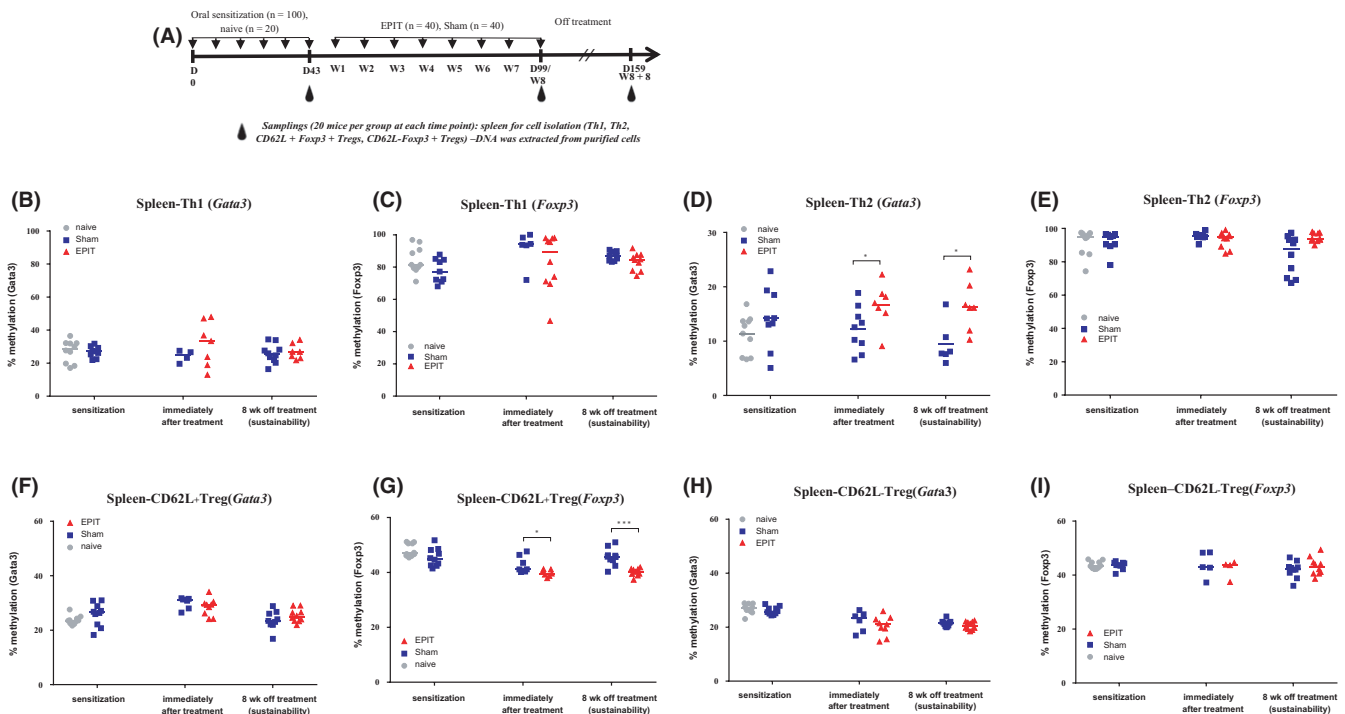 (A)
Oral sensitization (n = 100),
naive (n = 20)
EPIT (n = 40), Sham (n = 40)
Off treatment
D
0
D43
W1
W2
W3
W4
W5
W6
W7
D99/
W8
D159
W8 + 8
Samplings (20 mice per group at each time point): spleen for cell isolation (Th1, Th2,
CD62L + Foxp3 + Tregs, CD62L-Foxp3 + Tregs) –DNA was extracted from purified cells
(B)
Spleen-Th1 (Gata3)
naive
Sham
EPIT
% methylation (Gata3)
100
80
60
40
20
0
sensitization
immediately
after treatment
8 wk off treatment
(sustainability)
(C)
Spleen-Th1 (Foxp3)
% methylation (Foxp3)
100
80
60
40
20
0
naive
Sham
EPIT
sensitization
immediately
after treatment
8 wk off treatment
(sustainability)
(D)
Spleen-Th2 (Gata3)
naive
Sham
EPIT
% methylation (Gata3)
30
20
10
0
*
*
sensitization
immediately
after treatment
8 wk off treatment
(sustainability)
(E)
Spleen-Th2 (Foxp3)
% methylation (Foxp3)
100
80
60
40
20
0
naive
Sham
EPIT
sensitization
immediately
after treatment
8 wk off treatment
(sustainability)
(F)
Spleen-CD62L+Treg(Gata3)
EPIT
Sham
naive
% methylation (Gata3)
60
40
20
0
sensitization
immediately
after treatment
8 wk off treatment
(sustainability)
(G)
Spleen-CD62L+Treg(Foxp3)
% methylation (Foxp3)
60
40
20
0
*
***
EPIT
Sham
naive
sensitization
immediately
after treatment
8 wk off treatment
(sustainability)
(H)
Spleen-CD62L-Treg(Gata3)
naive
Sham
EPIT
% methylation (Gata3)
60
40
20
0
sensitization
immediately
after treatment
8 wk off treatment
(sustainability)
(I)
Spleen–CD62L-Treg(Foxp3)
% methylation (Foxp3)
60
40
20
0
EPIT
Sham
naive
sensitization
immediately
after treatment
8 wk off treatment
(sustainability)